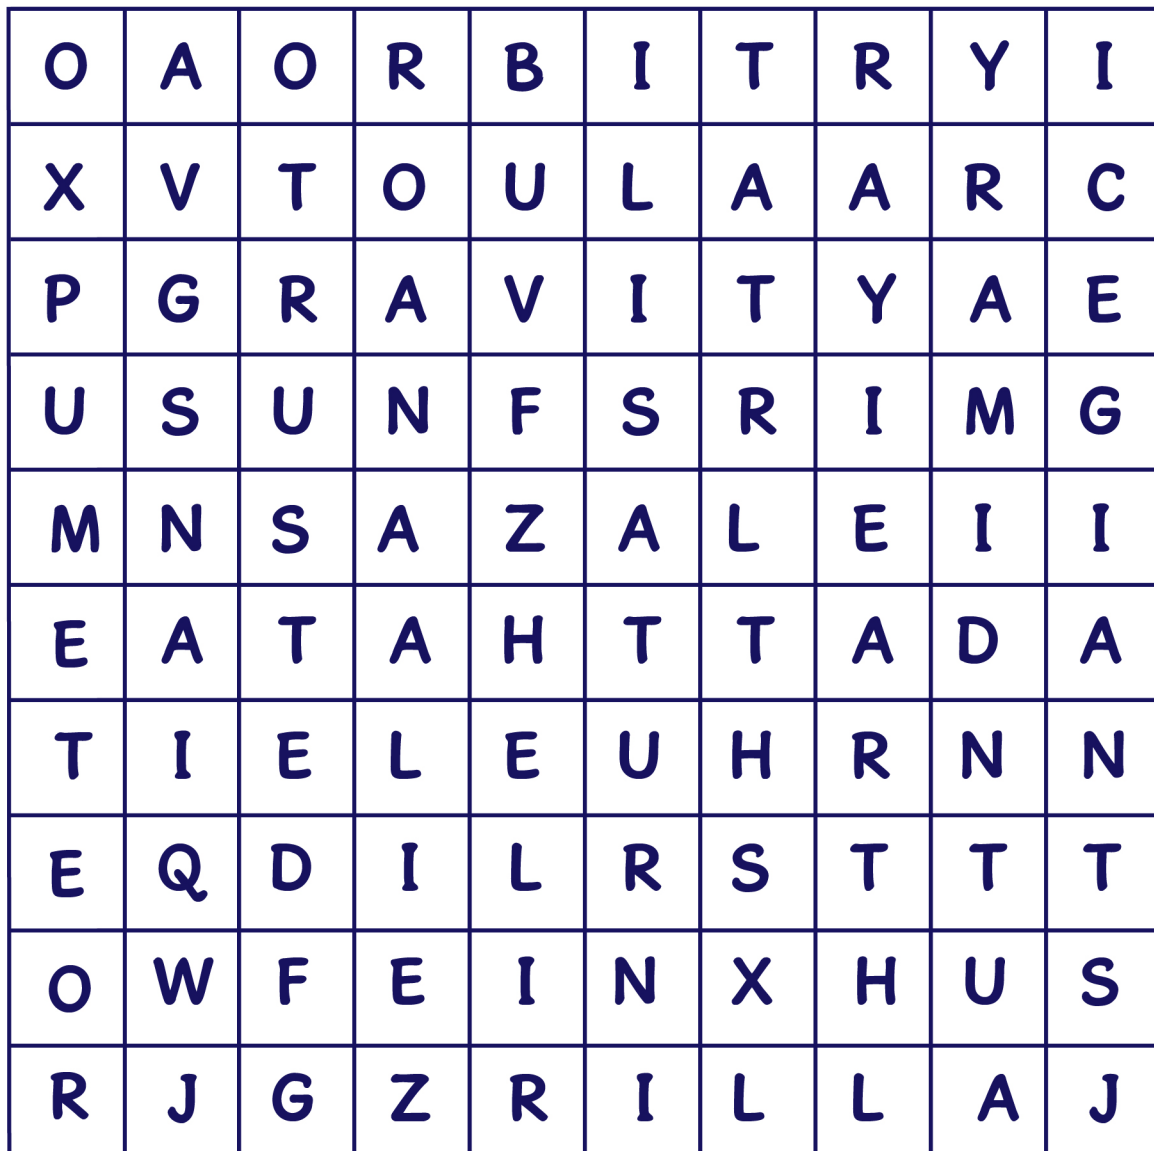 O A O R B I T R Y I
X V T O U L A A R C
P G R A V I T Y A E
U S U N F S R I M G
M N S A Z A L E I I
E A T A H T T A D A
T I E L E U H R N N
E Q D I L R S T T T
O W F E I N X H U S
R J G Z R I L L A J